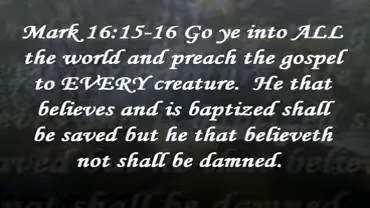 Mark 16:15-16 Go ye into ALL
the world and preach the gospel
to EVERY creature. He that
believes and is baptized shall
be saved but he that believeth
not shall be damned.